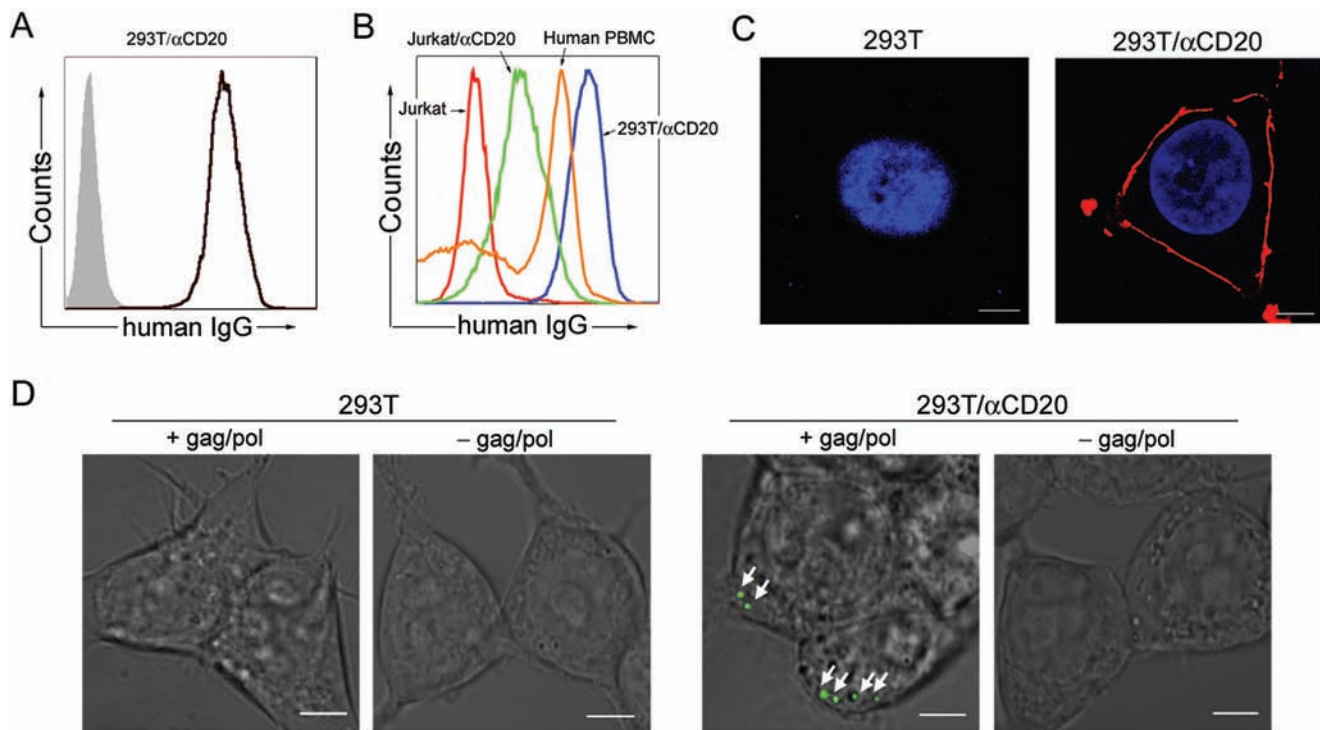 A
293T/αCD20
Counts
human IgG
B
Jurkat/αCD20
Human PBMC
Jurkat
293T/αCD20
Counts
human IgG
C
293T
293T/αCD20
D
293T
293T/αCD20
+ gag/pol
– gag/pol
+ gag/pol
– gag/pol